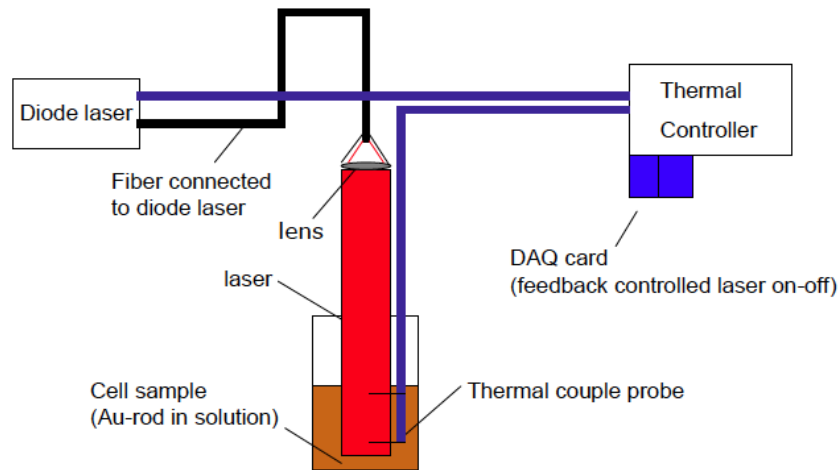 Diode laser
Thermal
Controller
Fiber connected
to diode laser
lens
DAQ card
(feedback controlled laser on-off)
laser
Cell sample
(Au-rod in solution)
Thermal couple probe